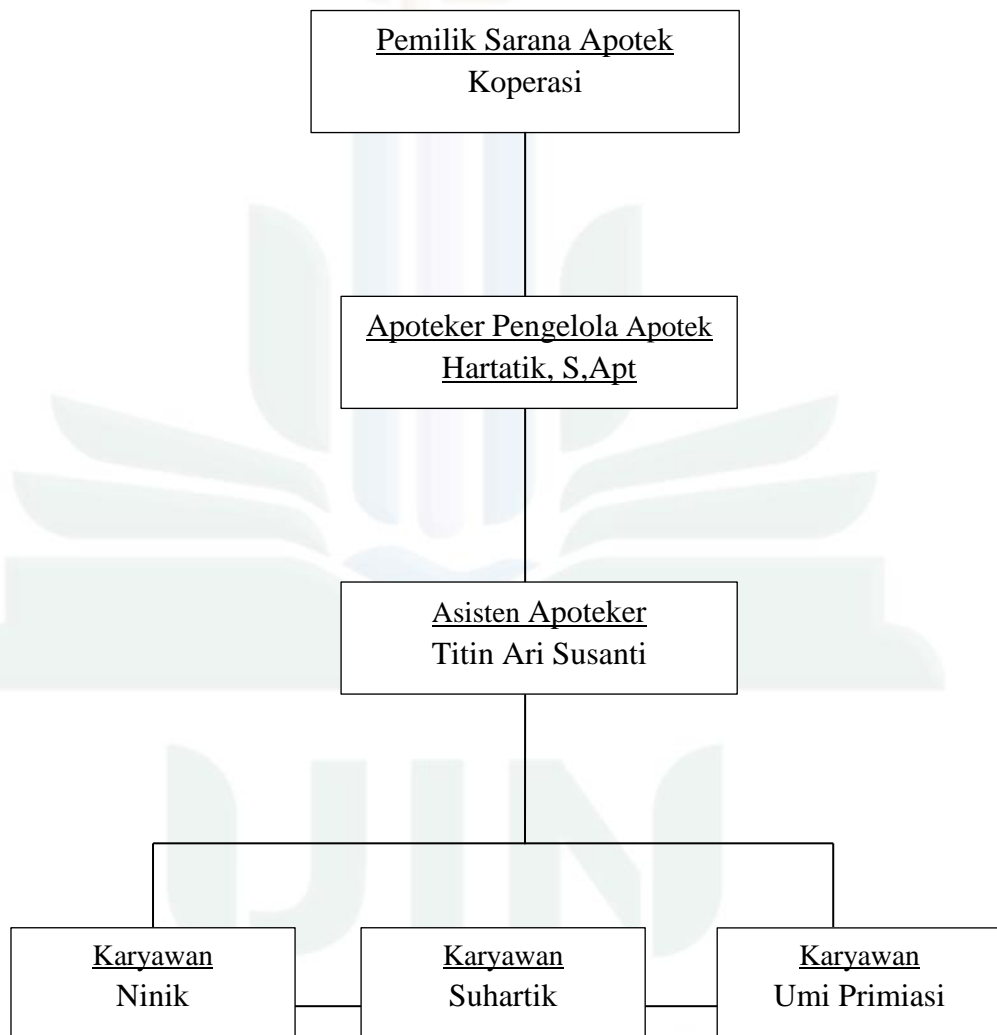 Pemilik Sarana Apotek
Koperasi
Apoteker Pengelola Apotek
Hartatik, S,Apt
Asisten Apoteker
Titin Ari Susanti
UIN
Karyawan
Ninik
Karyawan
Suhartik
Karyawan
Umi Primiasi